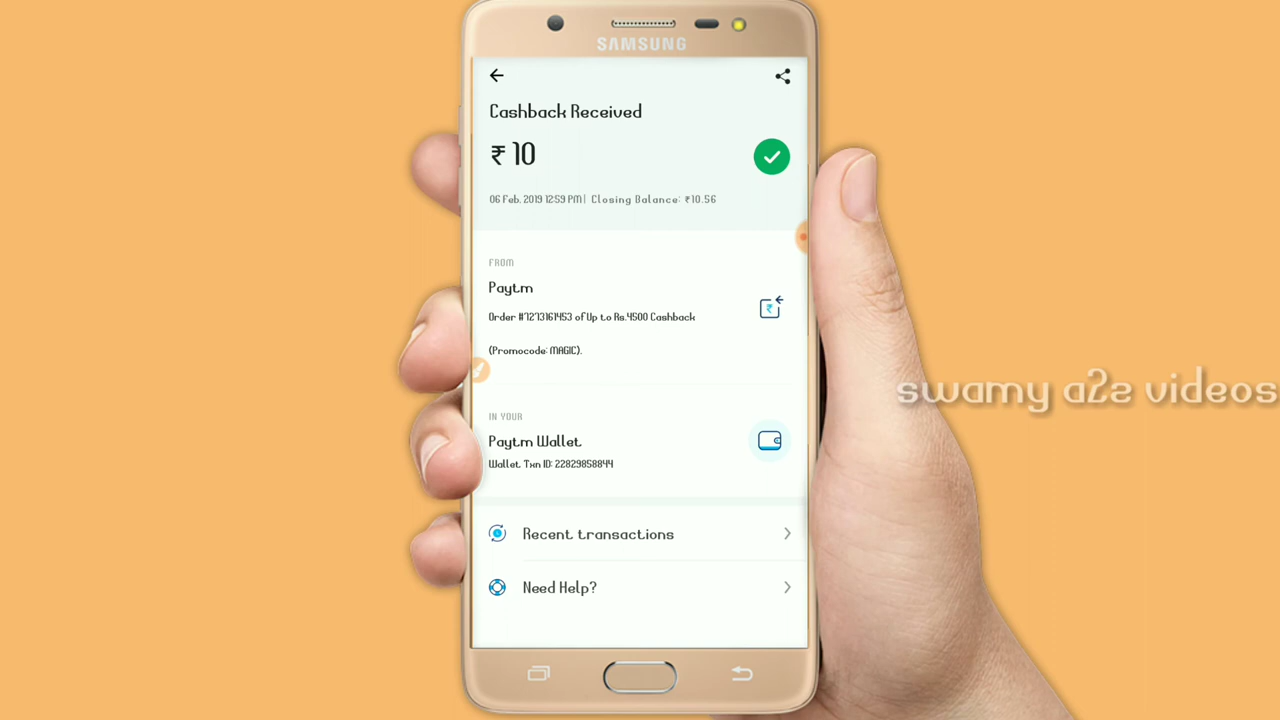 SAMSUNG
Cashback Received
₹ 10
06 Feb, 2019 12:59 PM | Closing Balance: ₹10.56
FROM
Paytm
Order #7273161453 of Up to Rs.4500 Cashback
(Promocode: MAGIC).
IN YOUR
Paytm Wallet
Wallet Txn ID: 22829858844
Recent transactions
Need Help?
swamy a2z videos